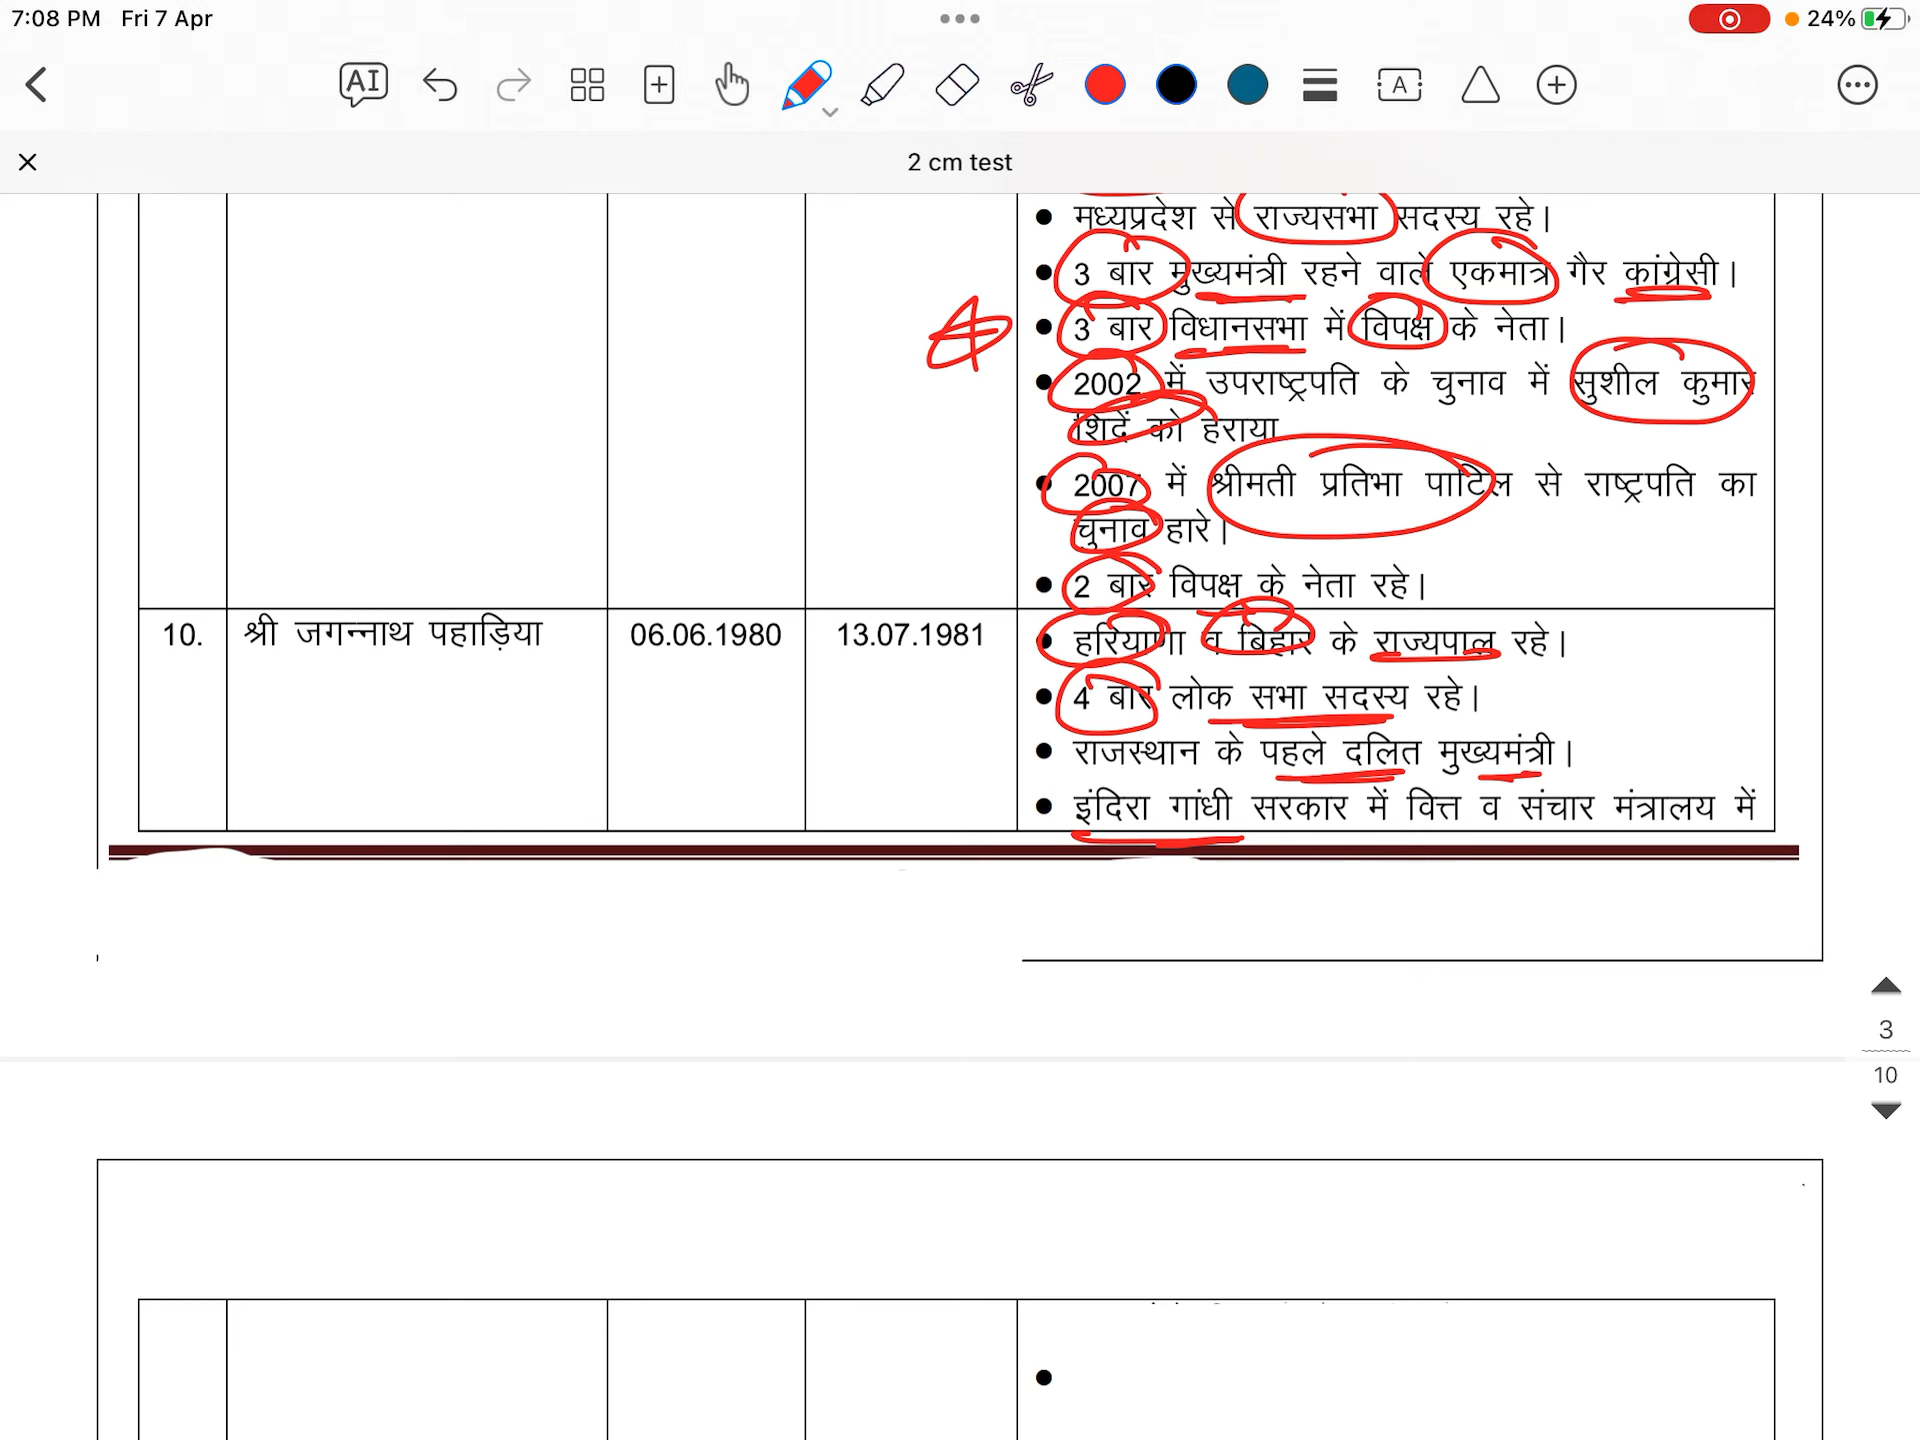 7:08 PM Fri 7 Apr
24%
AI
A
2 cm test
मध्यप्रदेश से राज्यसभा सदस्य रहे।
3 बार मुख्यमंत्री रहने वाले एकमात्र गैर कांग्रेसी।
3 बार विधानसभा में विपक्ष के नेता।
2002 में उपराष्ट्रपति के चुनाव में सुशील कुमार
शिदें को हराया
2007 में श्रीमती प्रतिभा पाटिल से राष्ट्रपति का
चुनाव हारे।
2 बार विपक्ष के नेता रहे।
10. श्री जगन्नाथ पहाड़िया 06.06.1980 13.07.1981 हरियाणा व बिहार के राज्यपाल रहे।
4 बार लोक सभा सदस्य रहे।
राजस्थान के पहले दलित मुख्यमंत्री।
इंदिरा गांधी सरकार में वित्त व संचार मंत्रालय में
3
10